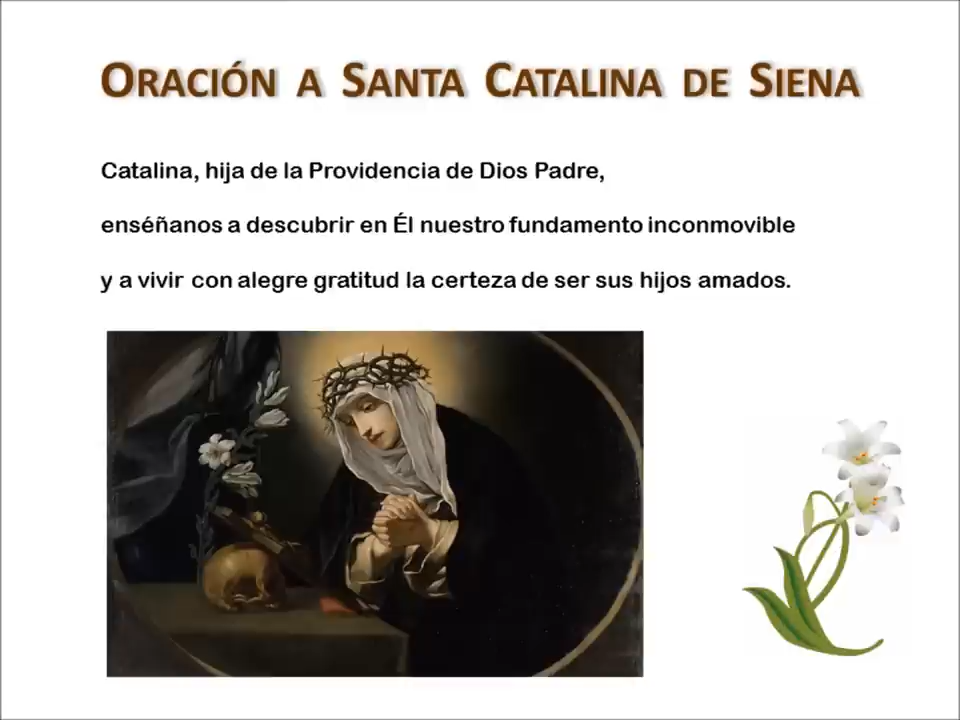 ORACIÓN A SANTA CATALINA DE SIENA
Catalina, hija de la Providencia de Dios Padre,
enséñanos a descubrir en Él nuestro fundamento inconmovible
y a vivir con alegre gratitud la certeza de ser sus hijos amados.